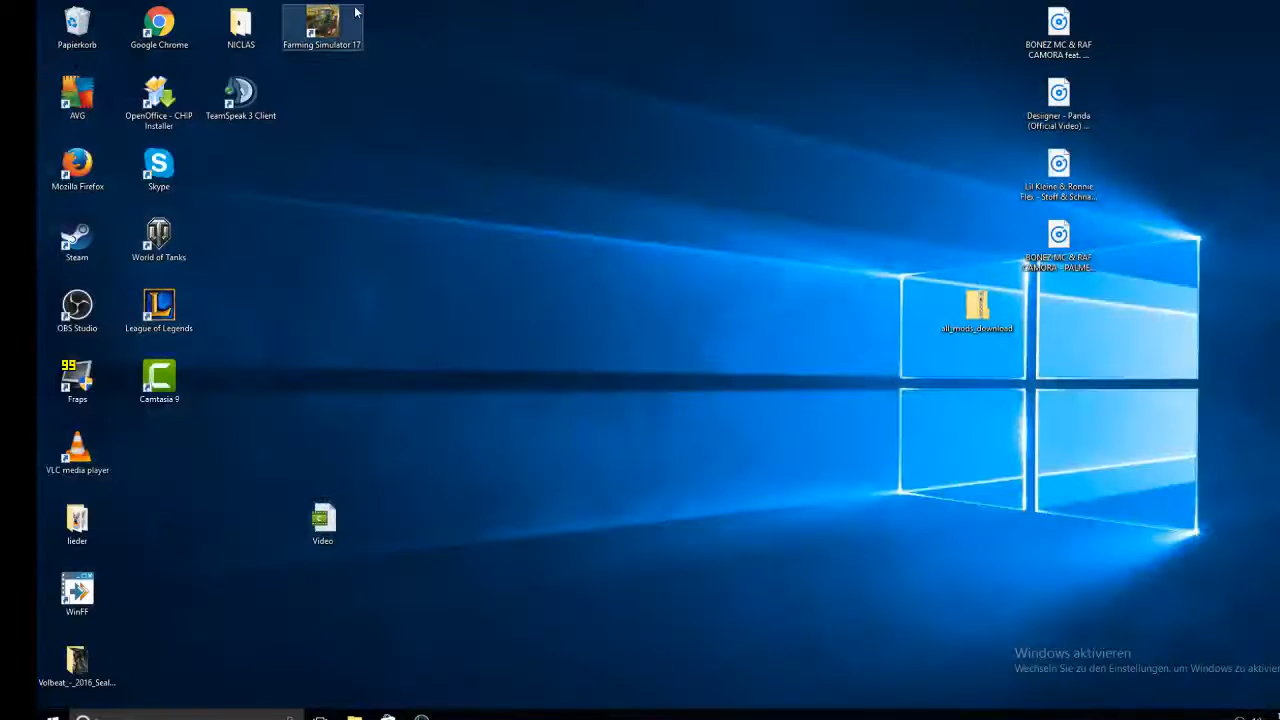 Papierkorb
Google Chrome
NICLAS
Farming Simulator 17
AVG
OpenOffice - CHIP
Installer
TeamSpeak 3 Client
Mozilla Firefox
Skype
Steam
World of Tanks
OBS Studio
League of Legends
99
Fraps
Camtasia 9
VLC media player
lieder
Video
WinFF
Volbeat_-_2016_Seal...
BONEZ MC & RAF
CAMORA feat. ...
Desiigner - Panda
(Official Video) ...
Lil Kleine & Ronnie
Flex - Stoff & Schna...
BONEZ MC & RAF
CAMORA - PALME...
all_mods_download
Windows aktivieren
Wechseln Sie zu den Einstellungen, um Windows zu aktivier